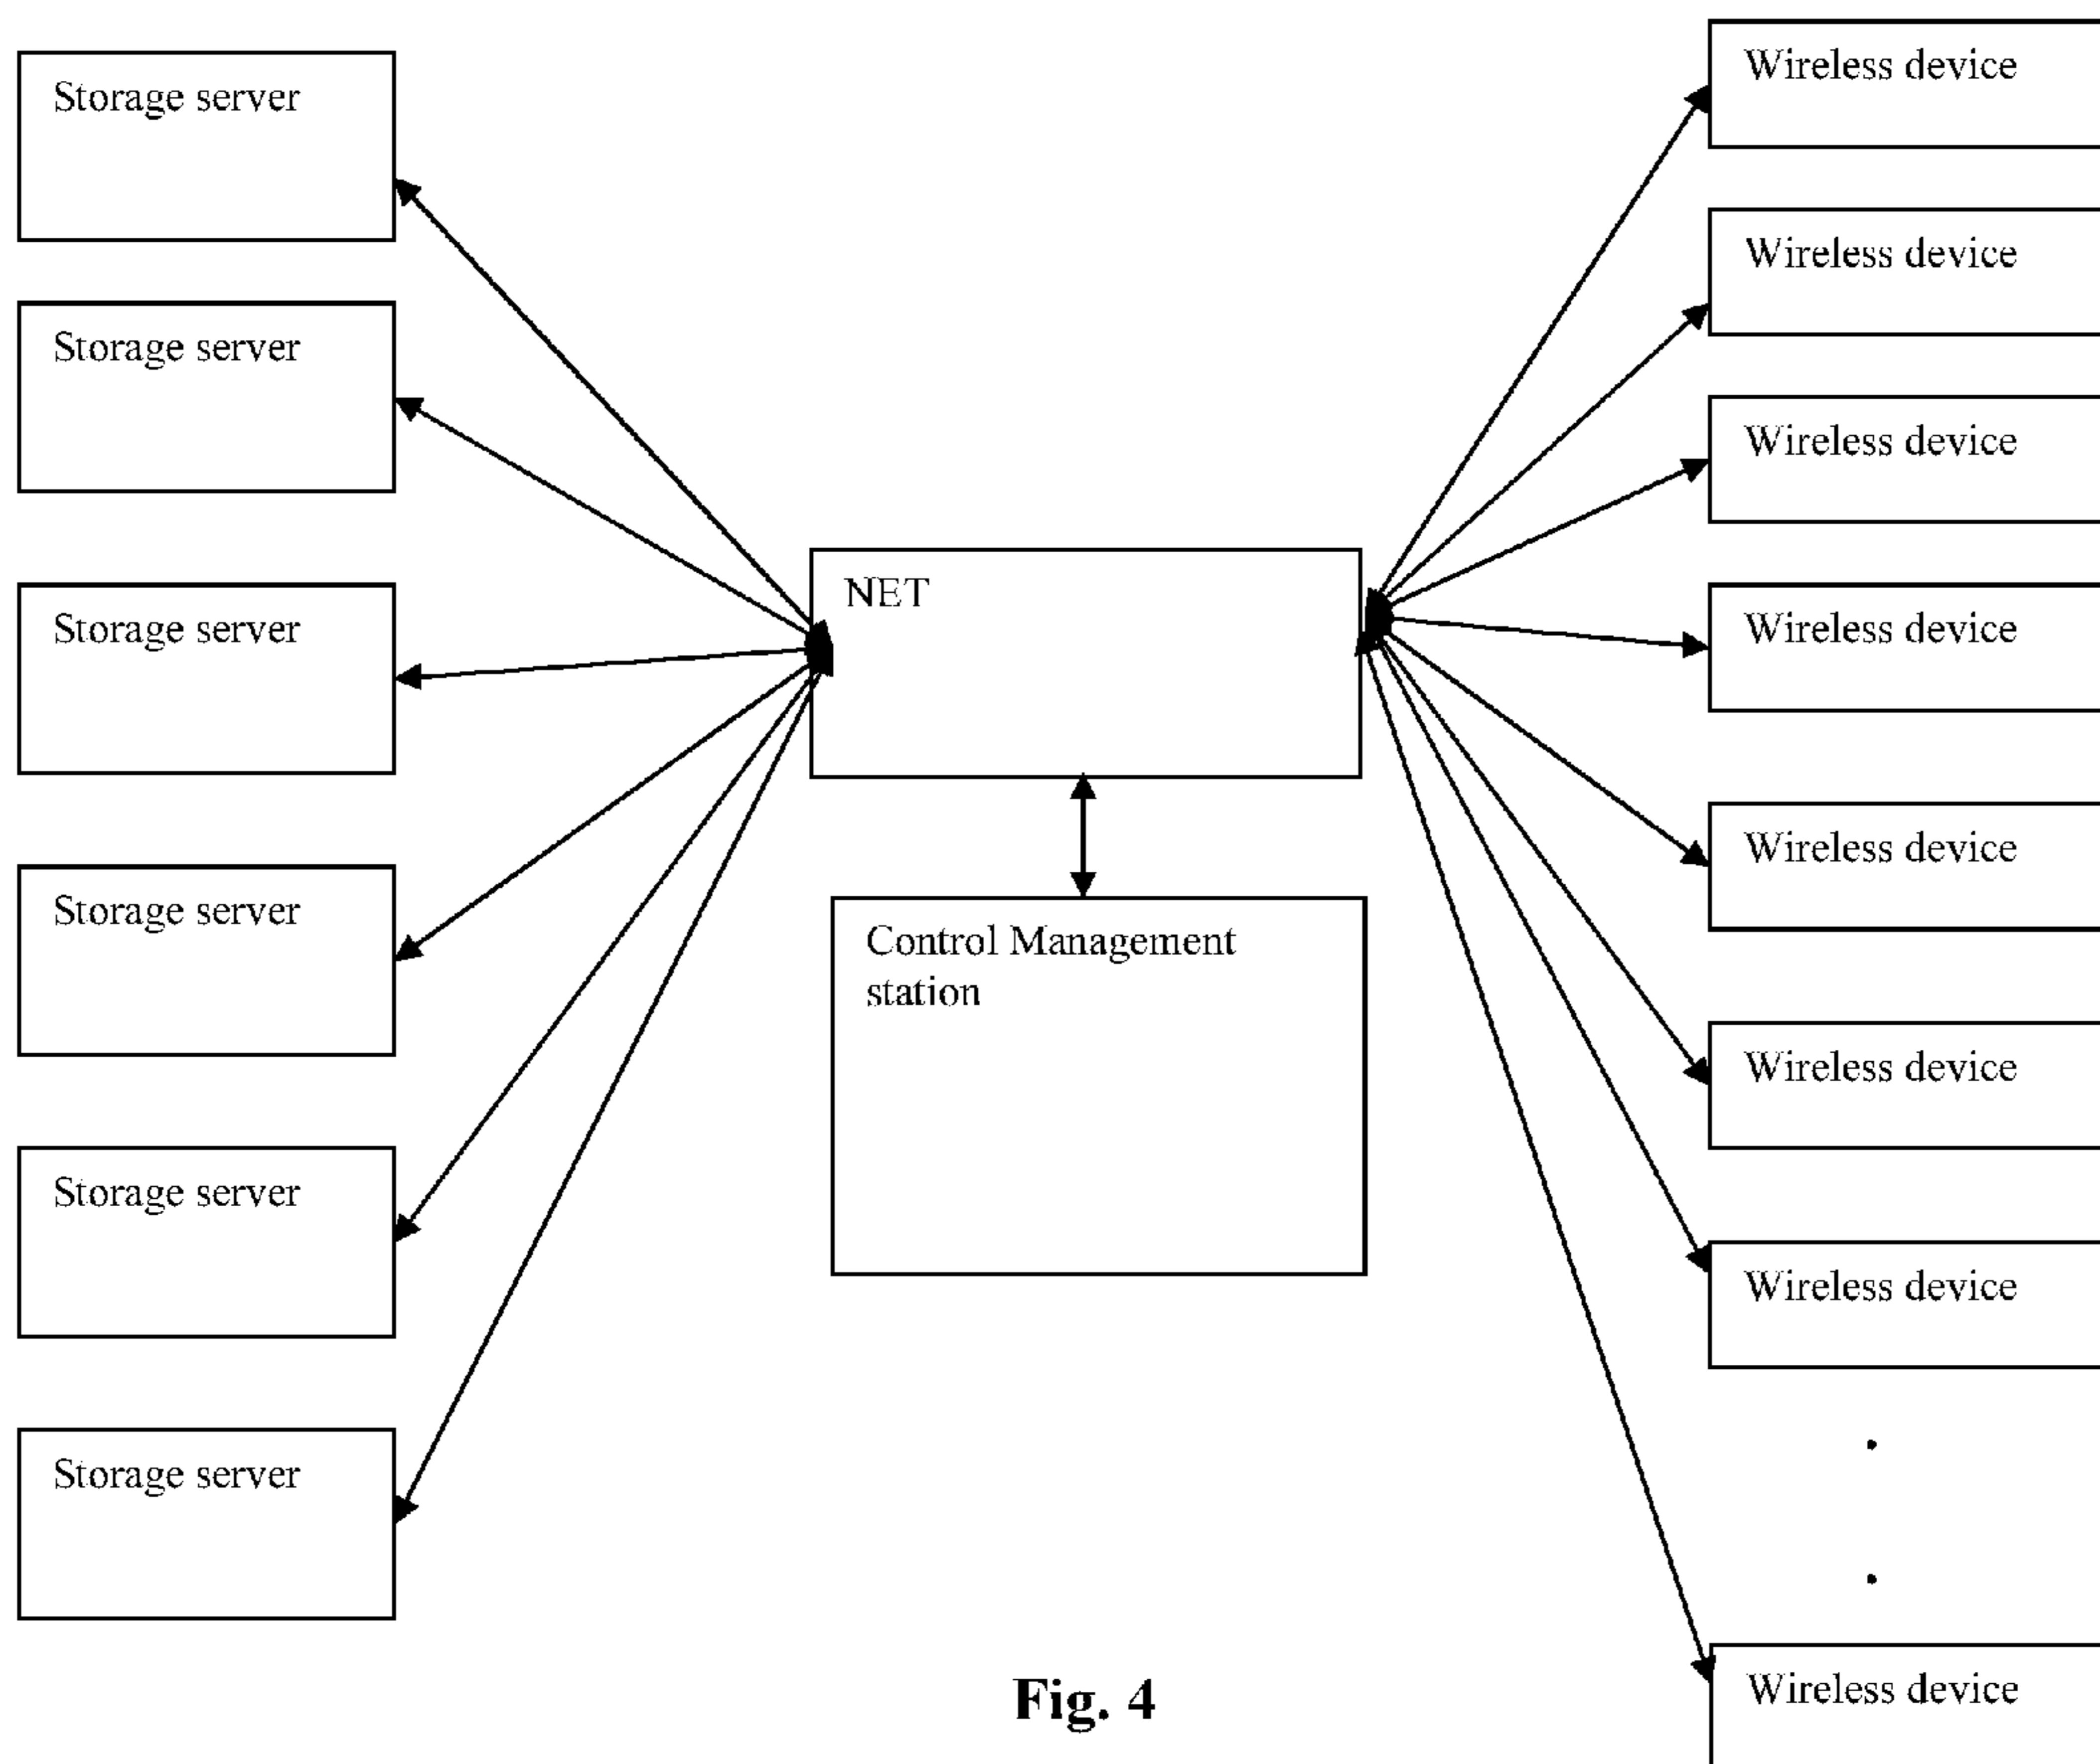 Storage server
Storage server
Storage server
Storage server
Storage server
Storage server
NET
Control Management
station
Wireless device
Wireless device
Wireless device
Wireless device
Wireless device
Wireless device
Wireless device
.
.
Wireless device
Fig. 4